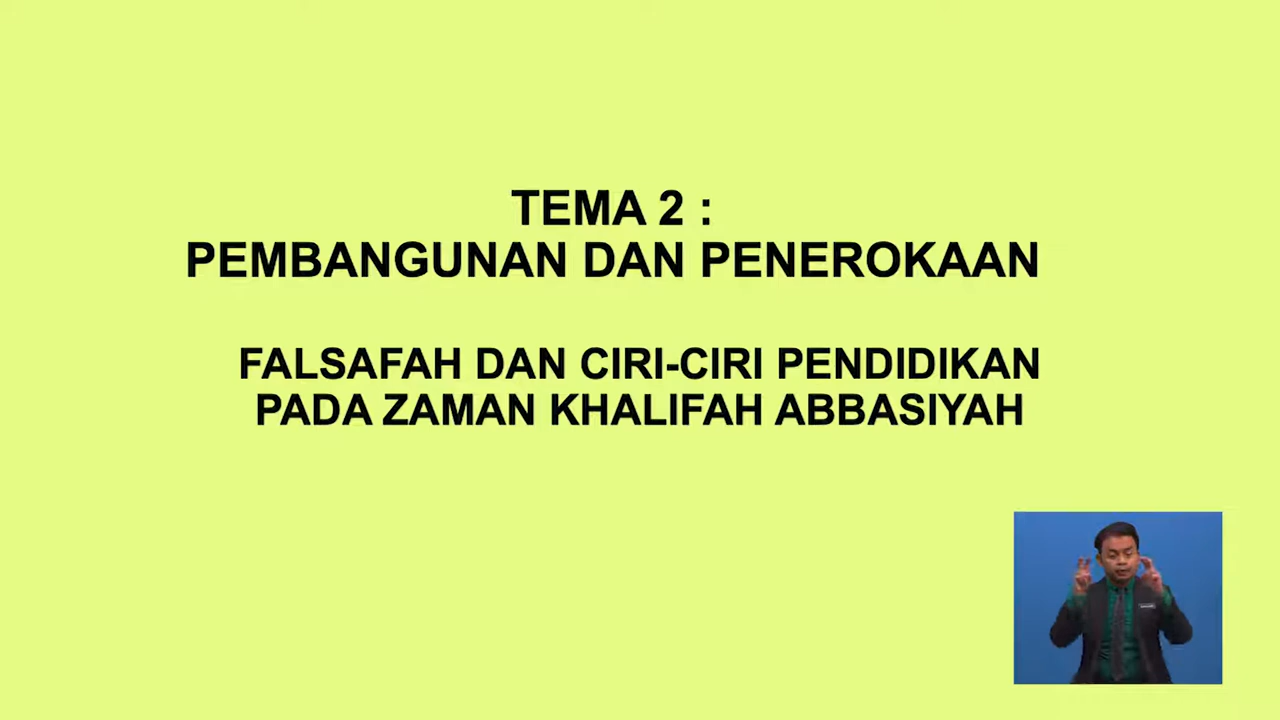 TEMA 2 :
PEMBANGUNAN DAN PENEROKAAN
FALSAFAH DAN CIRI-CIRI PENDIDIKAN
PADA ZAMAN KHALIFAH ABBASIYAH